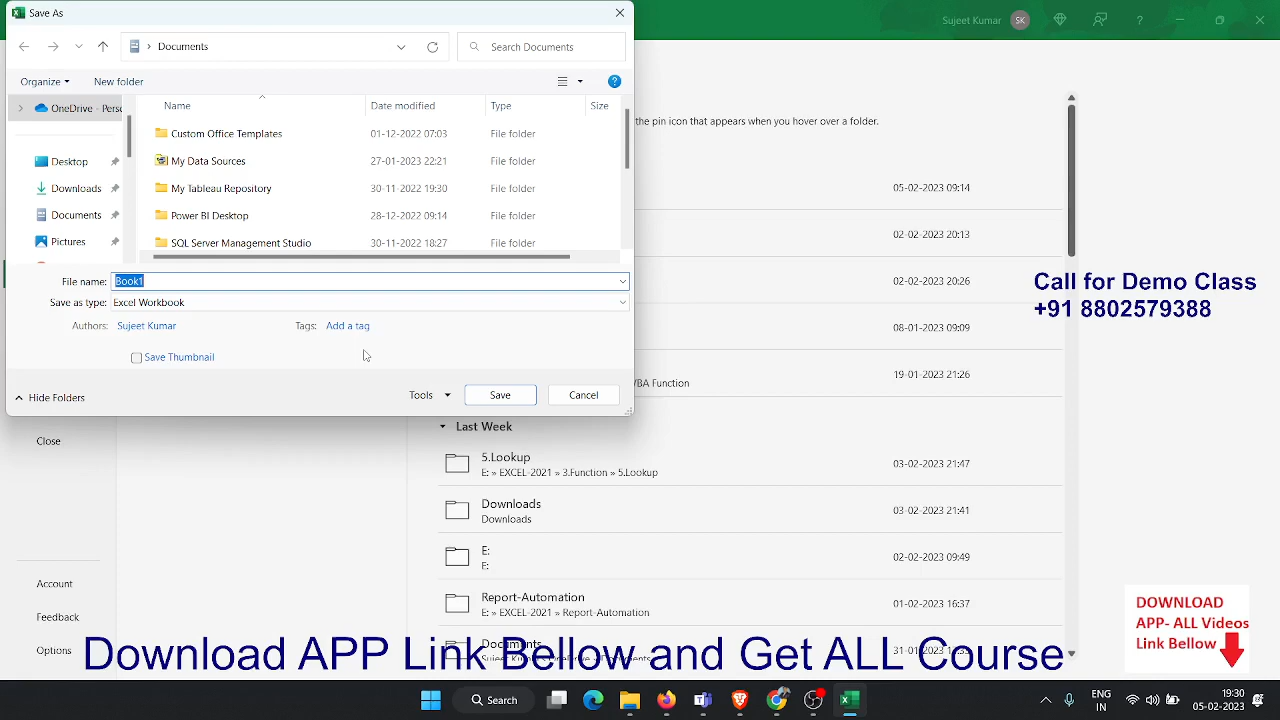 Save As
Sujeet Kumar SK
Documents
Search Documents
Organize New folder
OneDrive - Pers
Name Date modified Type Size
Custom Office Templates 01-12-2022 07:03 File folder
My Data Sources 27-01-2023 22:21 File folder
My Tableau Repository 30-11-2022 19:30 File folder
Power BI Desktop 28-12-2022 09:14 File folder
SQL Server Management Studio 30-11-2022 18:27 File folder
Desktop
Downloads
Documents
Pictures
File name: Book1
Save as type: Excel Workbook
Authors: Sujeet Kumar Tags: Add a tag
Save Thumbnail
Hide Folders Tools Save Cancel
the pin icon that appears when you hover over a folder.
05-02-2023 09:14
02-02-2023 20:13
02-02-2023 20:26
08-01-2023 09:09
VBA Function 19-01-2023 21:26
Call for Demo Class
+91 8802579388
Close
Last Week
5.Lookup
E: » EXCEL-2021 » 3.Function » 5.Lookup
03-02-2023 21:47
Downloads
Downloads
03-02-2023 21:41
E:
E:
02-02-2023 09:49
Report-Automation
E: » EXCEL-2021 » Report-Automation
01-02-2023 16:37
Account
Feedback
Options
DOWNLOAD
APP- ALL Videos
Link Bellow
Download APP Link Bellow and Get ALL Course
Search
ENG
IN
19:30
05-02-2023